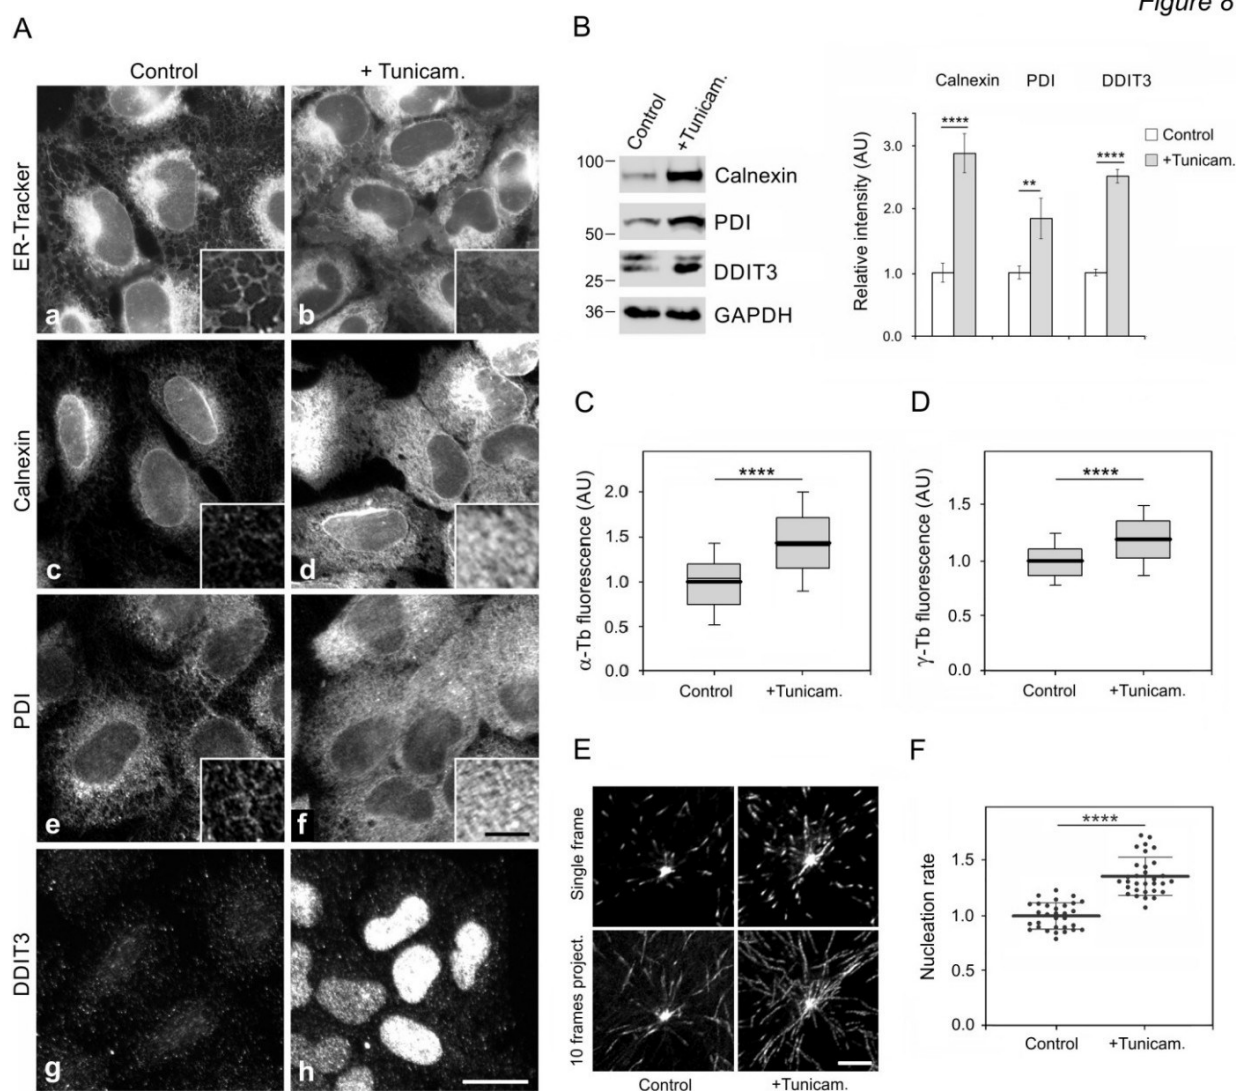 Figure 8
A
Control
+ Tunicam.
ER-Tracker
a
b
Calnexin
c
d
PDI
e
f
DDIT3
g
h
B
Control
+Tunicam.
100
Calnexin
50
PDI
25
DDIT3
36
GAPDH
Calnexin PDI DDIT3
Relative intensity (AU)
3.0
2.0
1.0
0.0
****
**
****
Control
+Tunicam.
C
α-Tb fluorescence (AU)
2.0
1.5
1.0
0.5
0.0
****
Control +Tunicam.
D
γ-Tb fluorescence (AU)
1.5
1.0
0.5
0.0
****
Control +Tunicam.
E
Single frame
10 frames project.
Control +Tunicam.
F
Nucleation rate
1.5
1.0
0.5
0.0
****
Control +Tunicam.